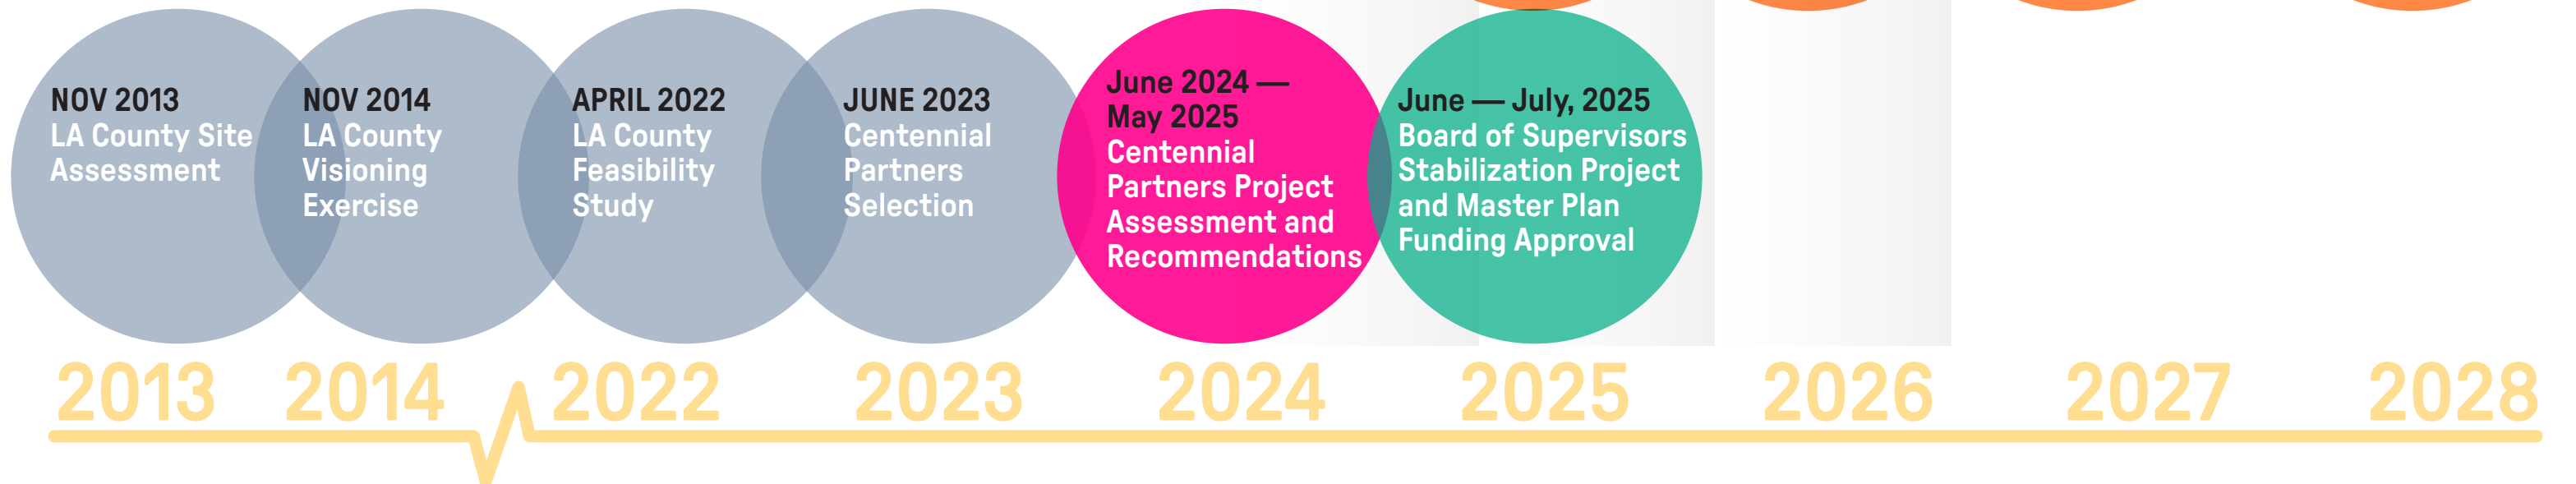 NOV 2013
LA County Site
Assessment
NOV 2014
LA County
Visioning
Exercise
APRIL 2022
LA County
Feasibility
Study
JUNE 2023
Centennial
Partners
Selection
June 2024 —
May 2025
Centennial
Partners Project
Assessment and
Recommendations
June — July, 2025
Board of Supervisors
Stabilization Project
and Master Plan
Funding Approval
2013 2014 2022 2023 2024 2025 2026 2027 2028